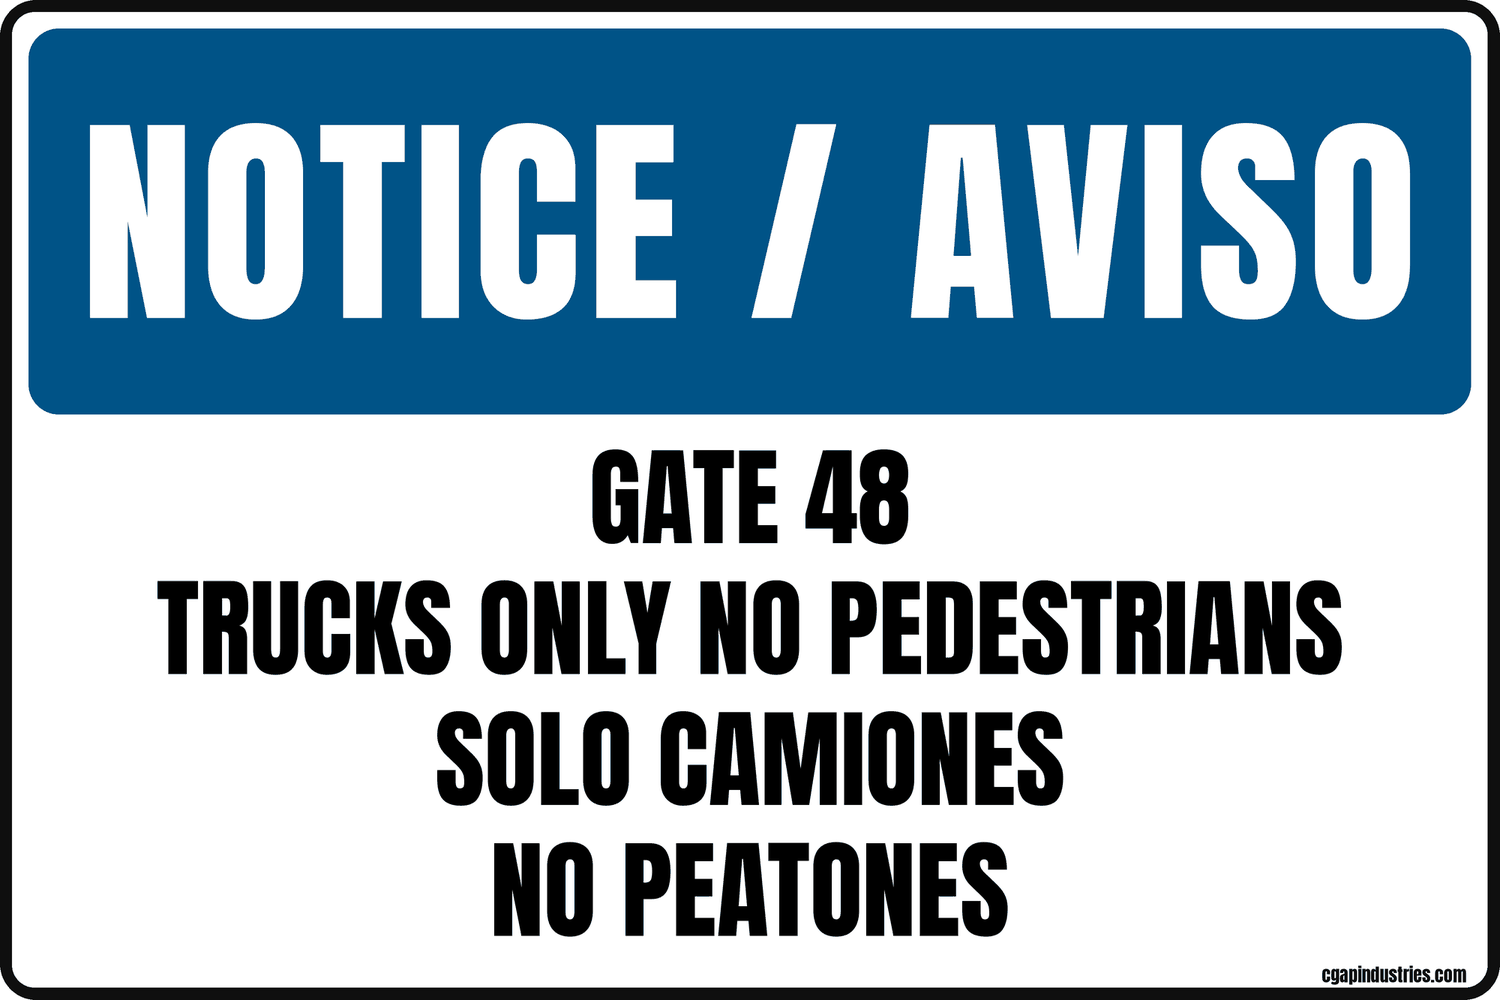 NOTICE / AVISO
GATE 48
TRUCKS ONLY NO PEDESTRIANS
SOLO CAMIONES
NO PEATONES
cgapindustries.com